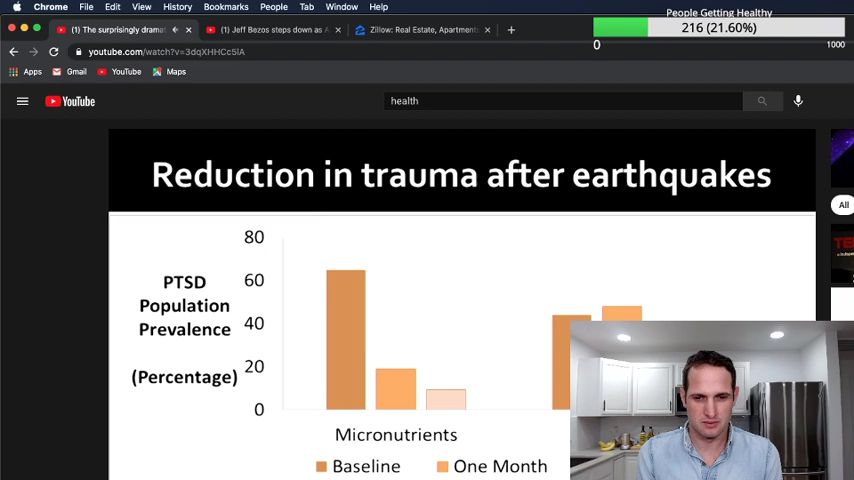 Chrome File Edit View History Bookmarks People Tab Window Help
People Getting Healthy
216 (21.60%)
0 1000
(1) The surprisingly dramat
(1) Jeff Bezos steps down as A
Zillow: Real Estate, Apartment
youtube.com/watch?v=3dqXHHCc5lA
Apps Gmail YouTube Maps
YouTube
health
All
Reduction in trauma after earthquakes
PTSD
Population
Prevalence
(Percentage)
80
60
40
20
0
Micronutrients
Baseline One Month